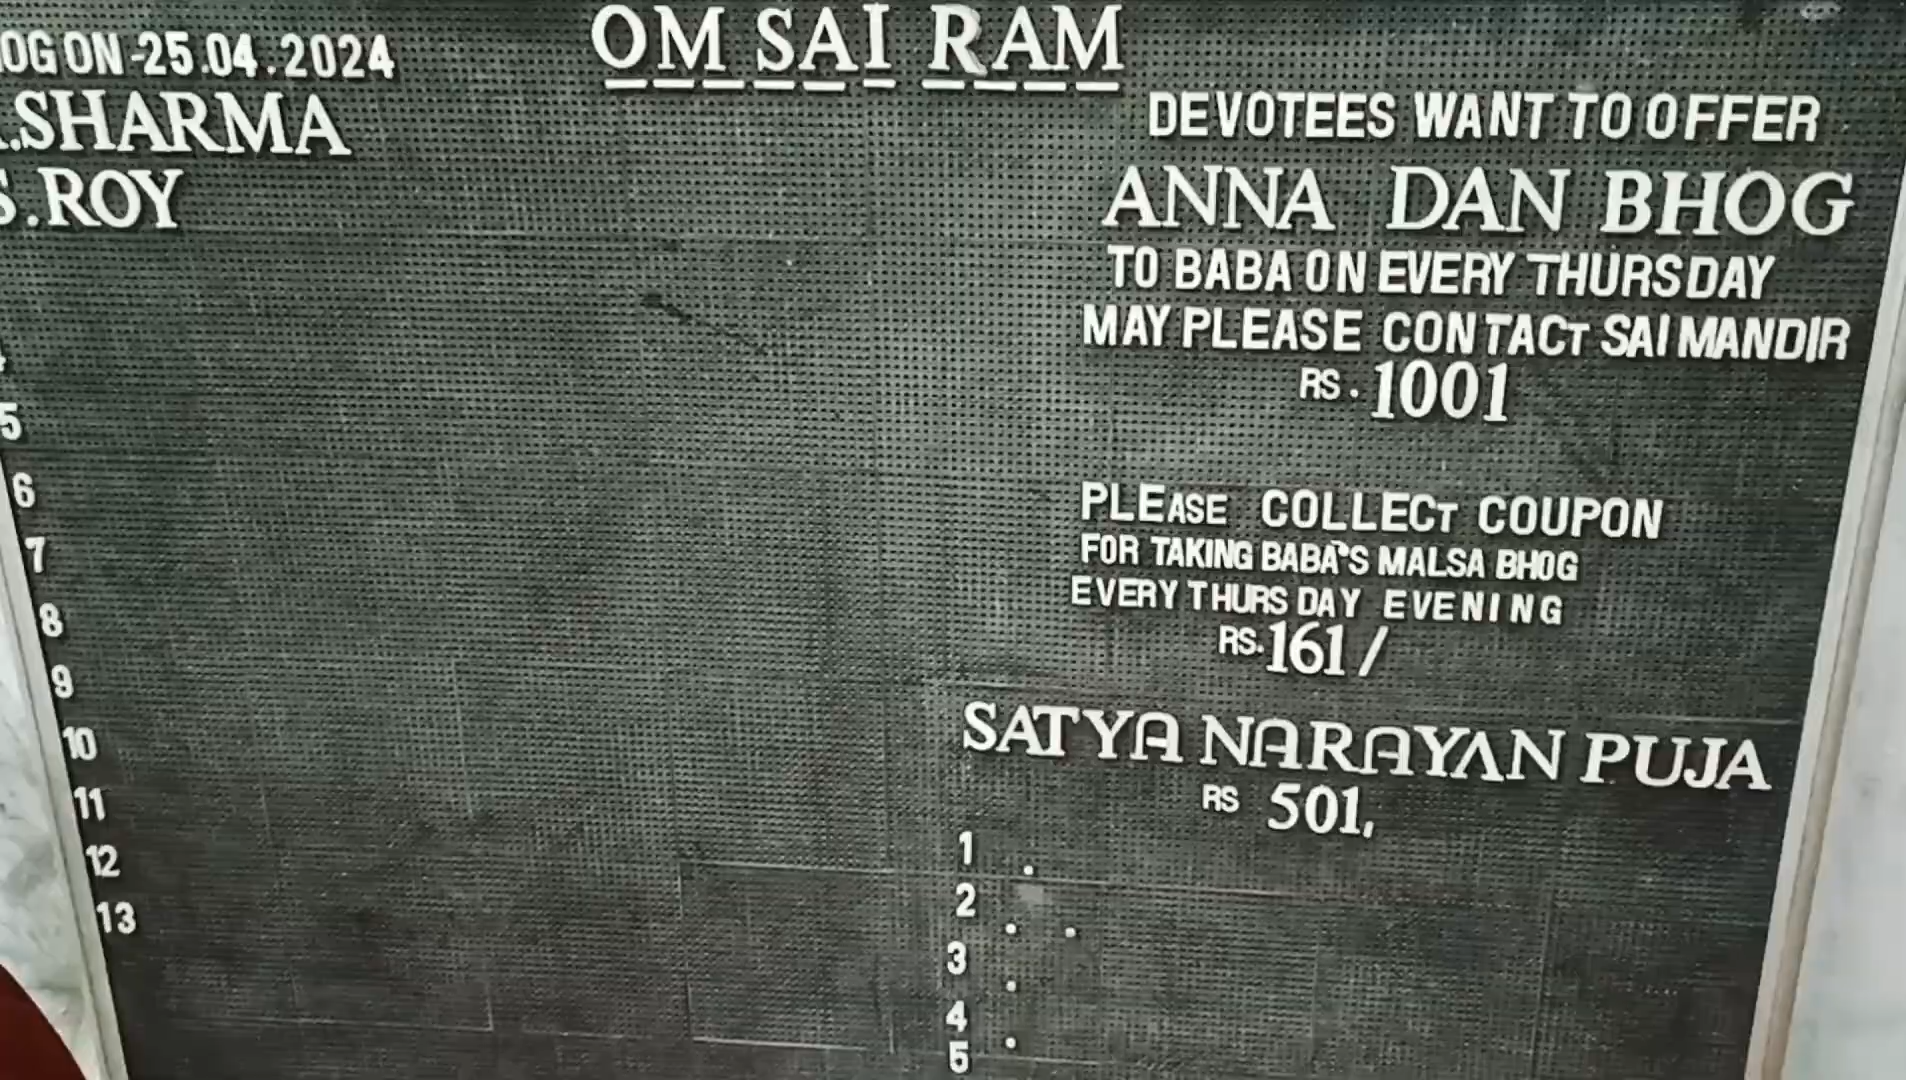 OM SAI RAM
OG ON -25.04.2024
.SHARMA
S.ROY
5
6
7
8
9
10
11
12
13
DEVOTEES WANT TO OFFER
ANNA DAN BHOG
TO BABA ON EVERY THURSDAY
MAY PLEASE CONTACT SAI MANDIR
RS. 1001
PLEASE COLLECT COUPON
FOR TAKING BABA'S MALSA BHOG
EVERY THURSDAY EVENING
RS.161/
SATYA NARAYAN PUJA
RS 501,
1 .
2
. .
3
.
4
.
5